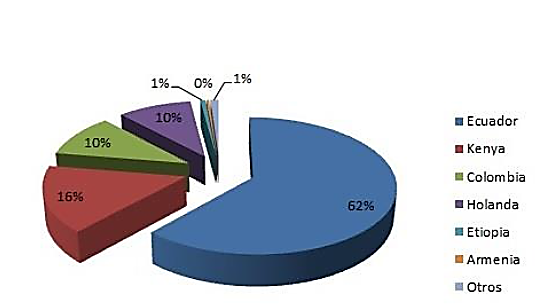 1%
0%
1%
10%
10%
16%
62%
Ecuador
Kenya
Colombia
Holanda
Etiopia
Armenia
Otros